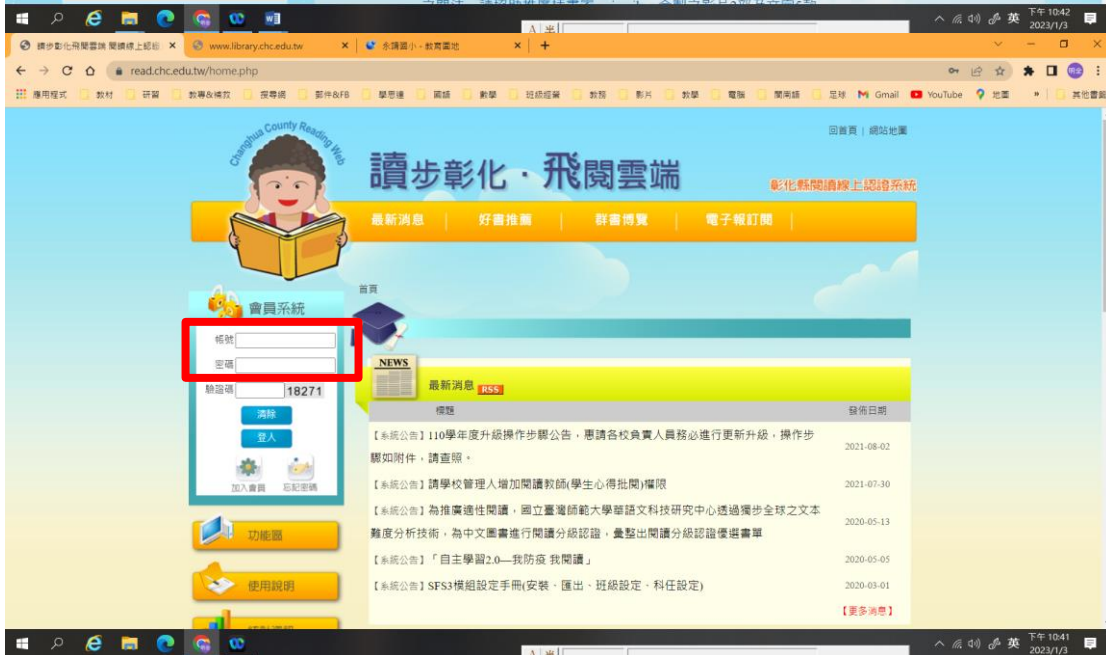 下午 10:42
英
2023/1/3
讀步彰化飛閱雲端 閱讀線上認證
www.library.chc.edu.tw
永靖國小 - 教育園地
read.chc.edu.tw/home.php
應用程式
教材
研習
教專&補救
搜尋網
郵件&FB
學思達
國語
數學
班級經營
教務
影片
教學
電腦
閩南語
足球
Gmail
YouTube
地圖
»
其他書籤
Changhua County Reading Web
回首頁 | 網站地圖
讀步彰化·飛閱雲端
彰化縣閱讀線上認證系統
最新消息 | 好書推薦 | 群書博覽 | 電子報訂閱 |
首頁
會員系統
帳號
密碼
驗證碼 18271
清除
登入
加入會員 忘記密碼
功能區
使用說明
NEWS
最新消息 RSS
標題 發佈日期
【系統公告】110學年度升級操作步驟公告，惠請各校負責人員務必進行更新升級，操作步
驟如附件，請查照。
2021-08-02
【系統公告】請學校管理人增加閱讀教師(學生心得批閱)權限 2021-07-30
【系統公告】為推廣適性閱讀，國立臺灣師範大學華語文科技研究中心透過獨步全球之文本
難度分析技術，為中文圖書進行閱讀分級認證，彙整出閱讀分級認證優選書單
2020-05-13
【系統公告】「自主學習2.0—我防疫 我閱讀」 2020-05-05
【系統公告】SFS3模組設定手冊(安裝、匯出、班級設定、科任設定) 2020-03-01
【更多消息】
下午 10:41
英
2023/1/3